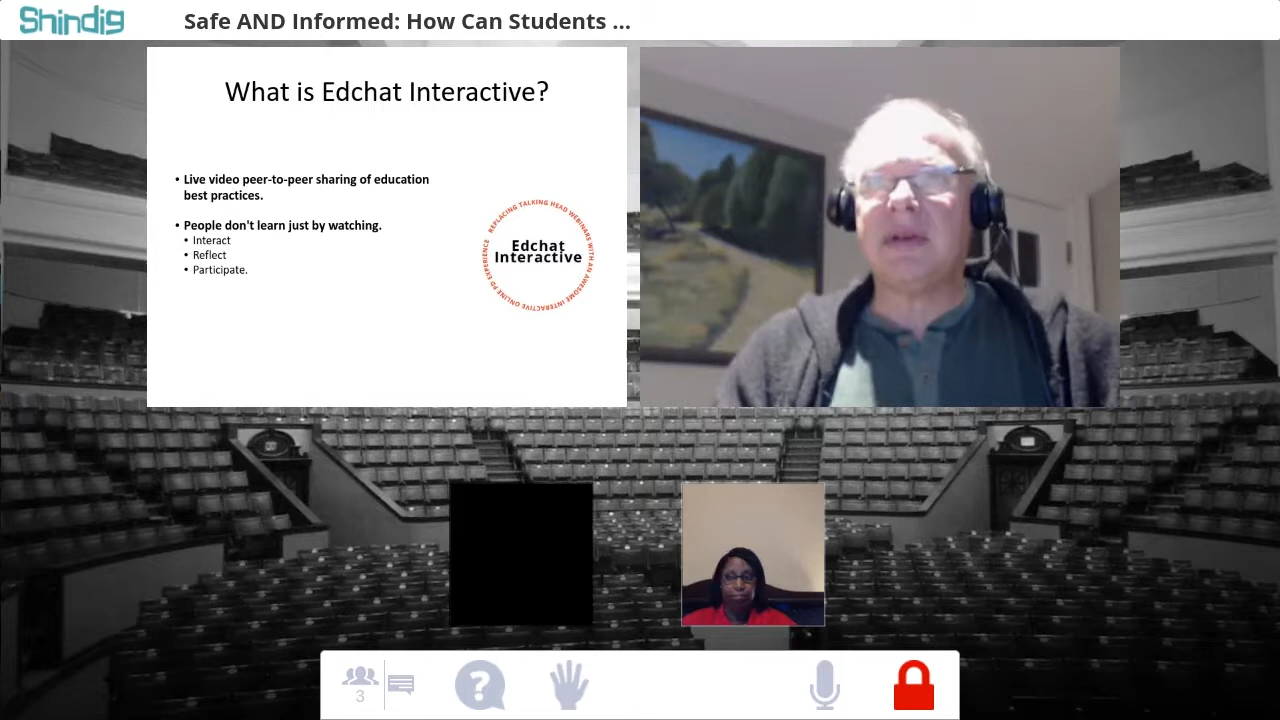 Shindig
Safe AND Informed: How Can Students ...
What is Edchat Interactive?
• Live video peer-to-peer sharing of education
best practices.
• People don't learn just by watching.
• Interact
• Reflect
• Participate.
REPLACING TALKING HEAD WEBINARS WITH AN AWESOME INTERACTIVE ONLINE PD EXPERIENCE
Edchat
Interactive
?
3